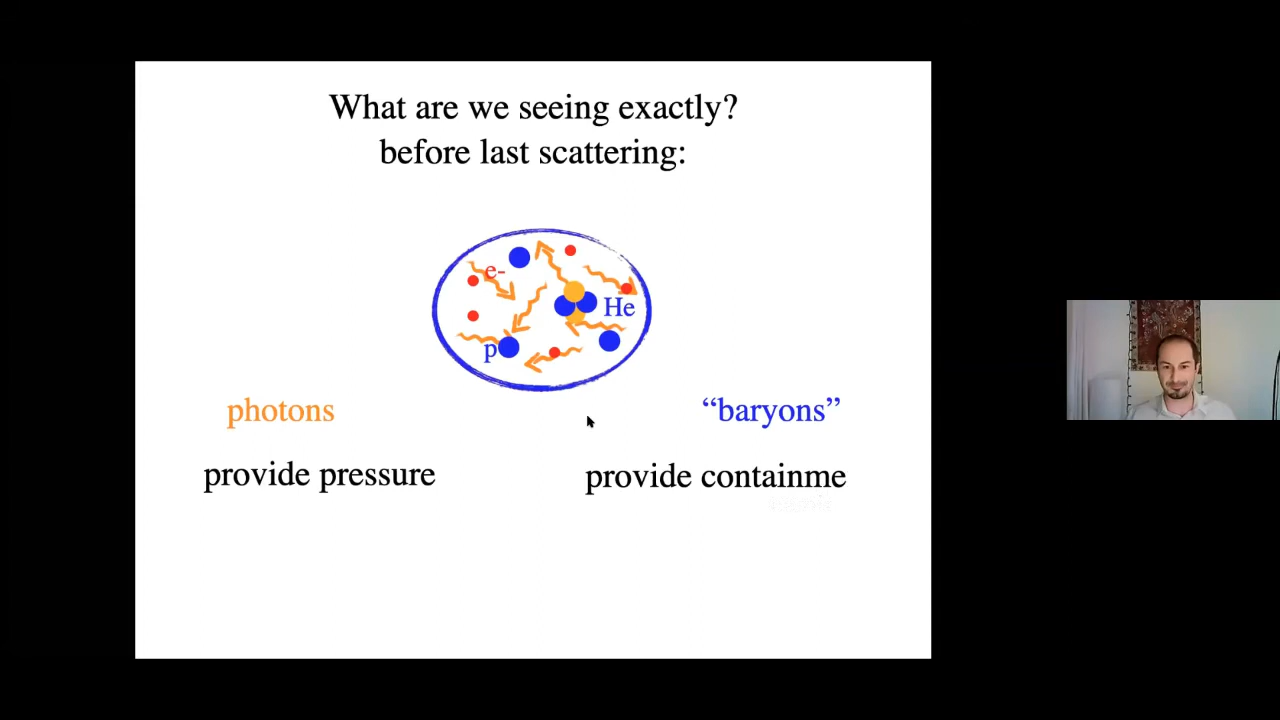 What are we seeing exactly?
before last scattering:
e-
He
p
photons
“baryons”
provide pressure
provide containme